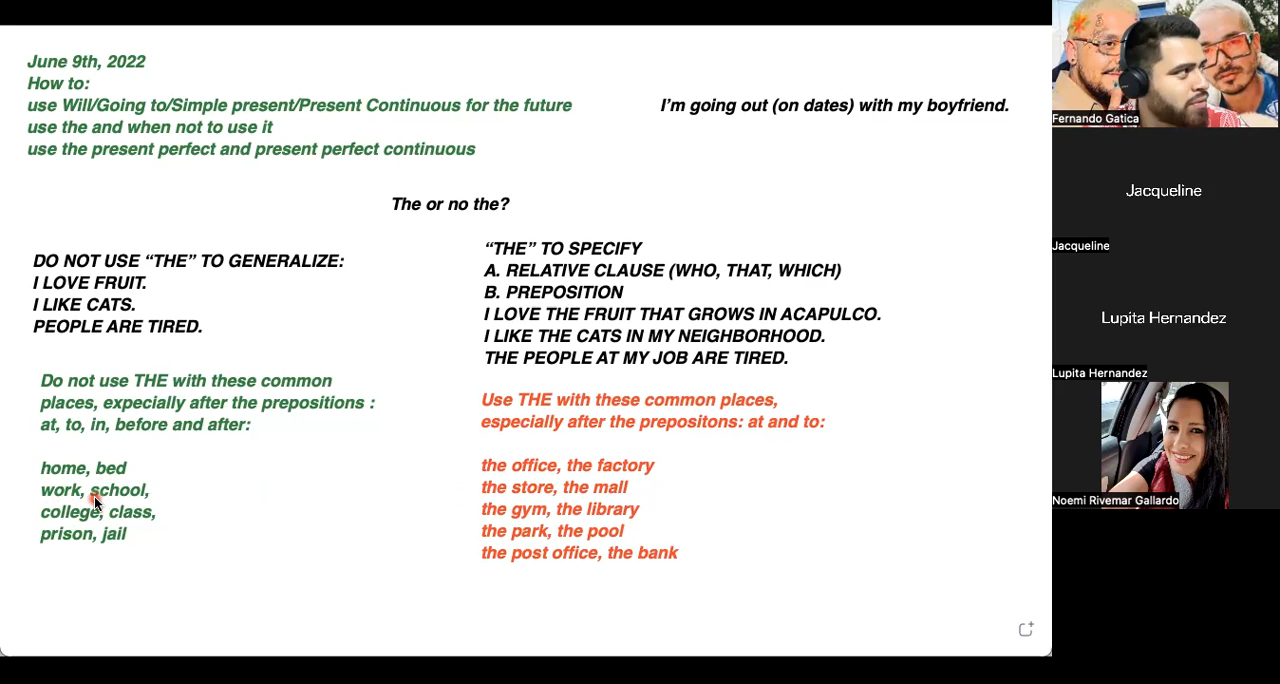 June 9th, 2022
How to:
use Will/Going to/Simple present/Present Continuous for the future
use the and when not to use it
use the present perfect and present perfect continuous
I'm going out (on dates) with my boyfriend.
The or no the?
DO NOT USE “THE” TO GENERALIZE:
I LOVE FRUIT.
I LIKE CATS.
PEOPLE ARE TIRED.
“THE” TO SPECIFY
A. RELATIVE CLAUSE (WHO, THAT, WHICH)
B. PREPOSITION
I LOVE THE FRUIT THAT GROWS IN ACAPULCO.
I LIKE THE CATS IN MY NEIGHBORHOOD.
THE PEOPLE AT MY JOB ARE TIRED.
Do not use THE with these common
places, expecially after the prepositions :
at, to, in, before and after:
home, bed
work, school,
college, class,
prison, jail
Use THE with these common places,
especially after the prepositons: at and to:
the office, the factory
the store, the mall
the gym, the library
the park, the pool
the post office, the bank
Fernando Gatica
Jacqueline
Jacqueline
Lupita Hernandez
Lupita Hernandez
Noemi Rivemar Gallardo